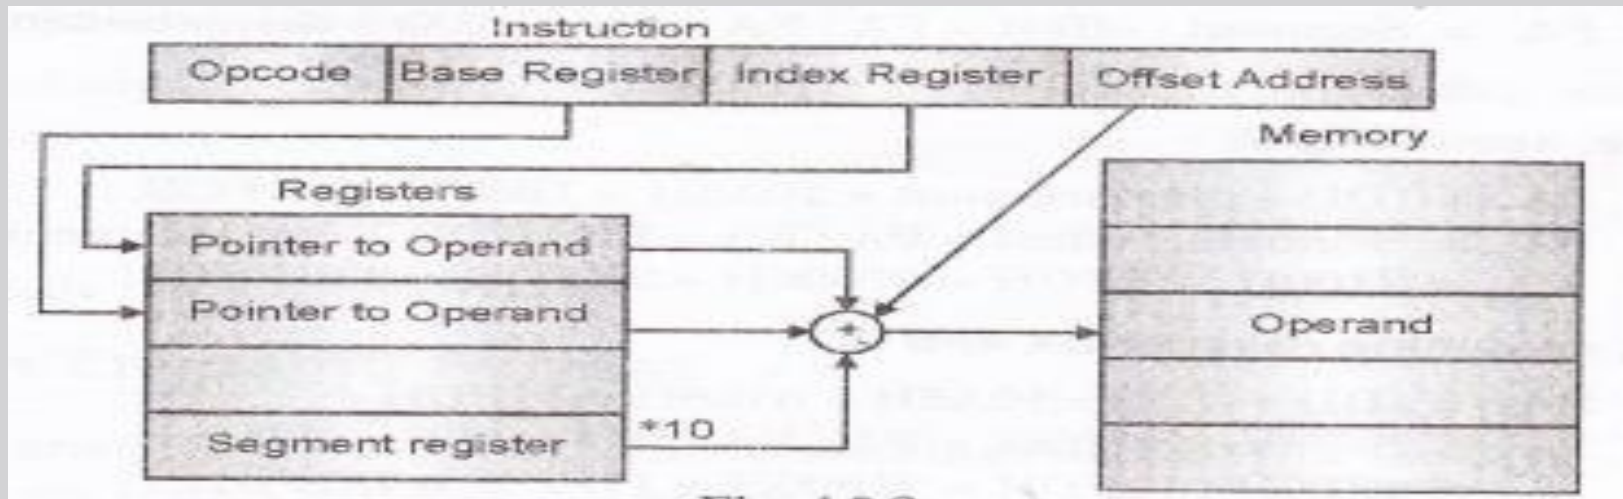 Instruction
Opcode Base Register Index Register Offset Address
Memory
Registers
Pointer to Operand
Pointer to Operand
Operand
*10
Segment register
+